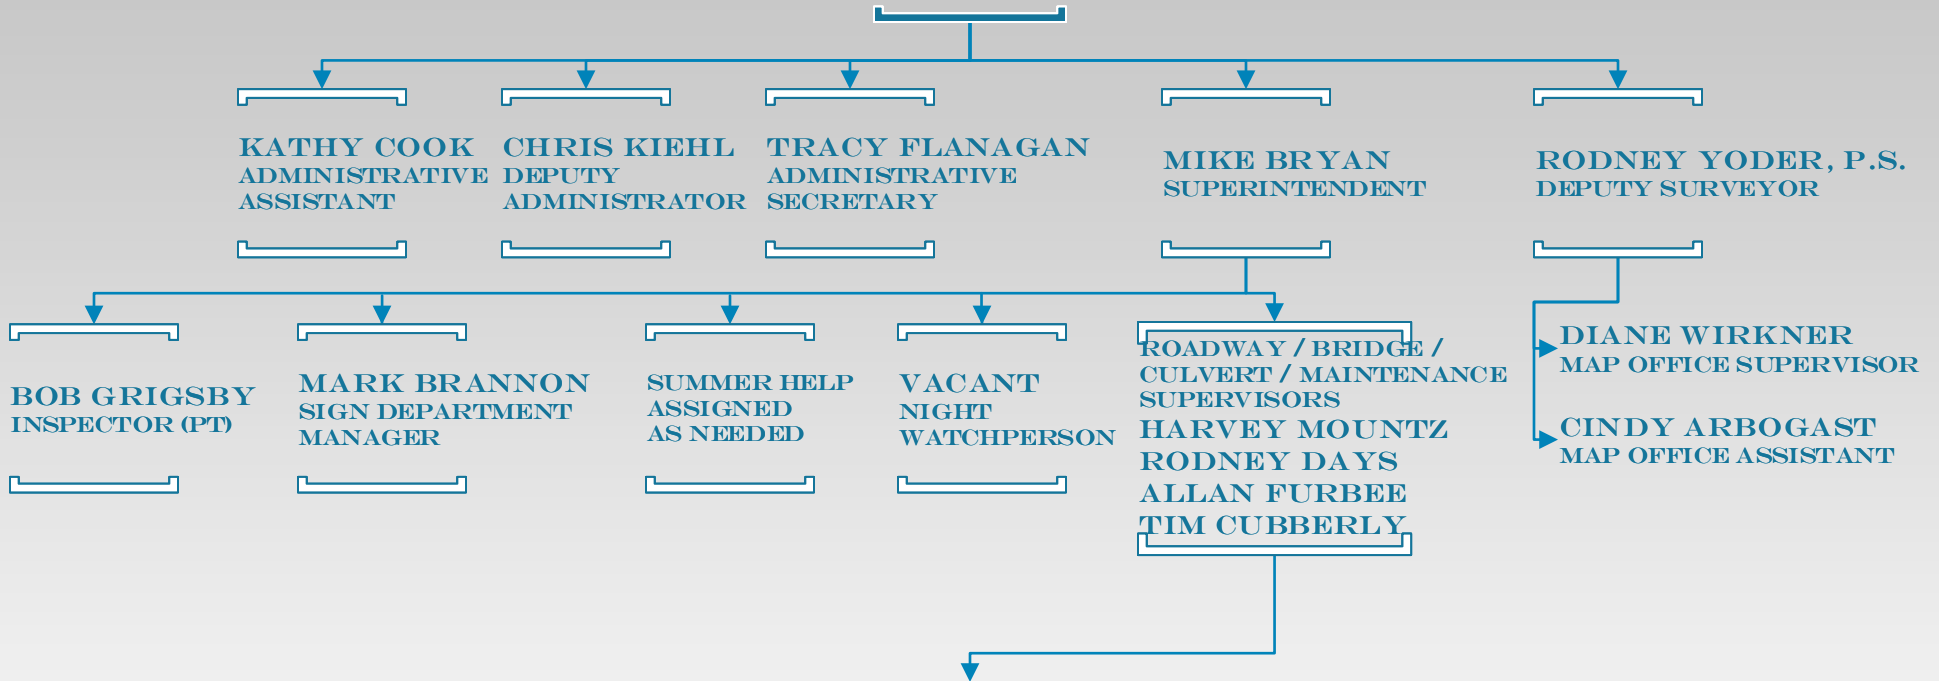 KATHY COOK
ADMINISTRATIVE
ASSISTANT
CHRIS KIEHL
DEPUTY
ADMINISTRATOR
TRACY FLANAGAN
ADMINISTRATIVE
SECRETARY
MIKE BRYAN
SUPERINTENDENT
RODNEY YODER, P.S.
DEPUTY SURVEYOR
BOB GRIGSBY
INSPECTOR (PT)
MARK BRANNON
SIGN DEPARTMENT
MANAGER
SUMMER HELP
ASSIGNED
AS NEEDED
VACANT
NIGHT
WATCHPERSON
ROADWAY / BRIDGE /
CULVERT / MAINTENANCE
SUPERVISORS
HARVEY MOUNTZ
RODNEY DAYS
ALLAN FURBEE
TIM CUBBERLY
DIANE WIRKNER
MAP OFFICE SUPERVISOR
CINDY ARBOGAST
MAP OFFICE ASSISTANT